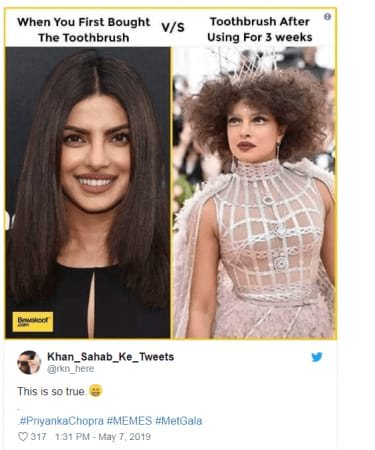 When You First Bought
The Toothbrush
V/S
Toothbrush After
Using For 3 weeks
Bewakoof
.com
Khan_Sahab_Ke_Tweets
@rkn_here
This is so true.😁
.
.#PriyankaChopra #MEMES #MetGala
317 1:31 PM - May 7, 2019